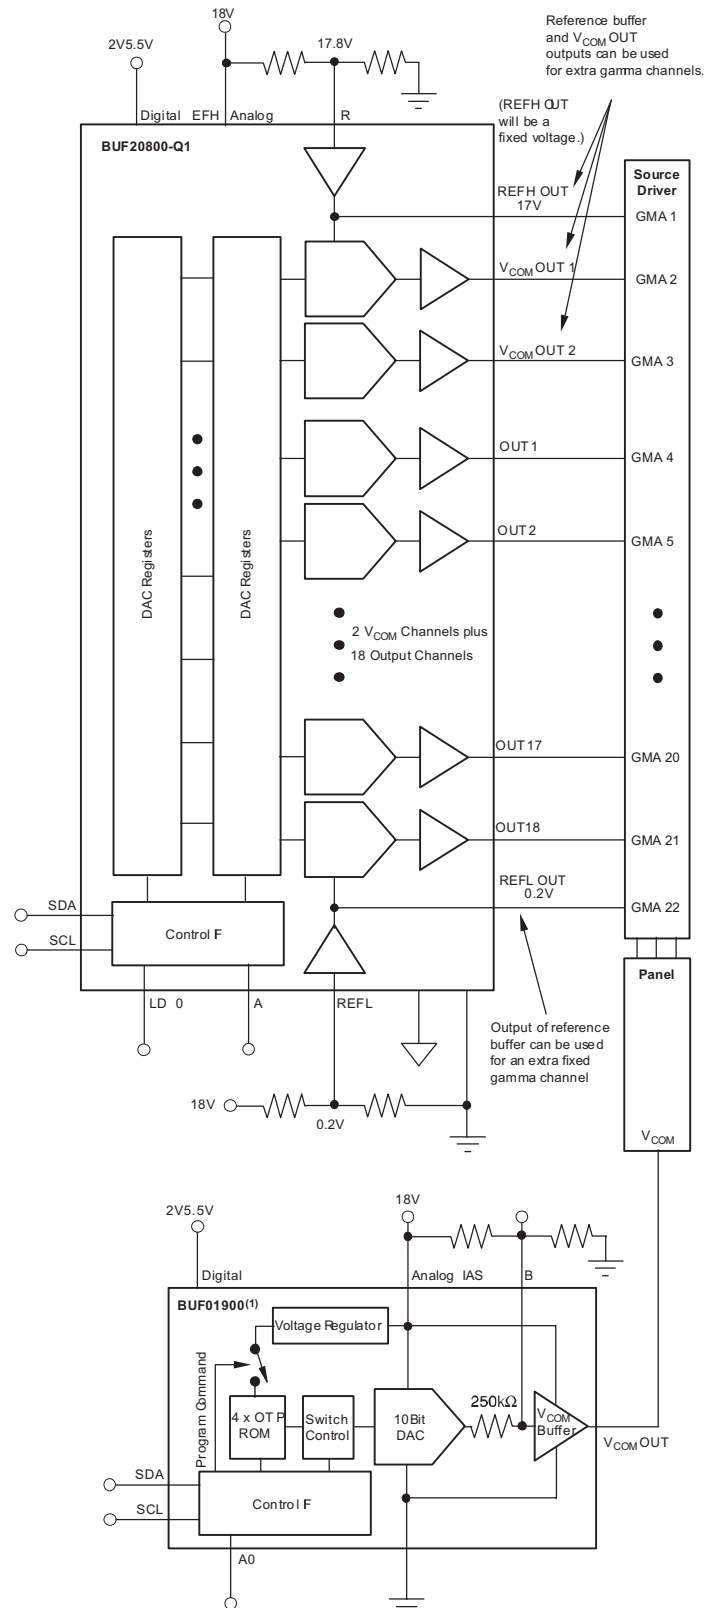 Reference buffer
and VCOM OUT
outputs can be used
for extra gamma channels.
18V
2V5.5V
17.8V
Digital EFH Analog R
(REFH OUT
will be a
fixed voltage.)
BUF20800-Q1
Source
Driver
REFH OUT
17V
GMA 1
VCOM OUT 1
GMA 2
VCOM OUT 2
GMA 3
OUT1
GMA 4
OUT2
GMA 5
DAC Registers
DAC Registers
2 VCOM Channels plus
18 Output Channels
OUT17
GMA 20
OUT18
GMA 21
REFL OUT
0.2V
GMA 22
SDA
SCL
Control F
Panel
LD 0
A
REFL
Output of reference
buffer can be used
for an extra fixed
gamma channel
18V
0.2V
VCOM
2V5.5V
18V
Digital
Analog IAS B
BUF01900(1)
Voltage Regulator
Program Command
4 x OTP
ROM
Switch
Control
10Bit
DAC
250kΩ
VCOM
Buffer
VCOM OUT
SDA
SCL
Control F
A0